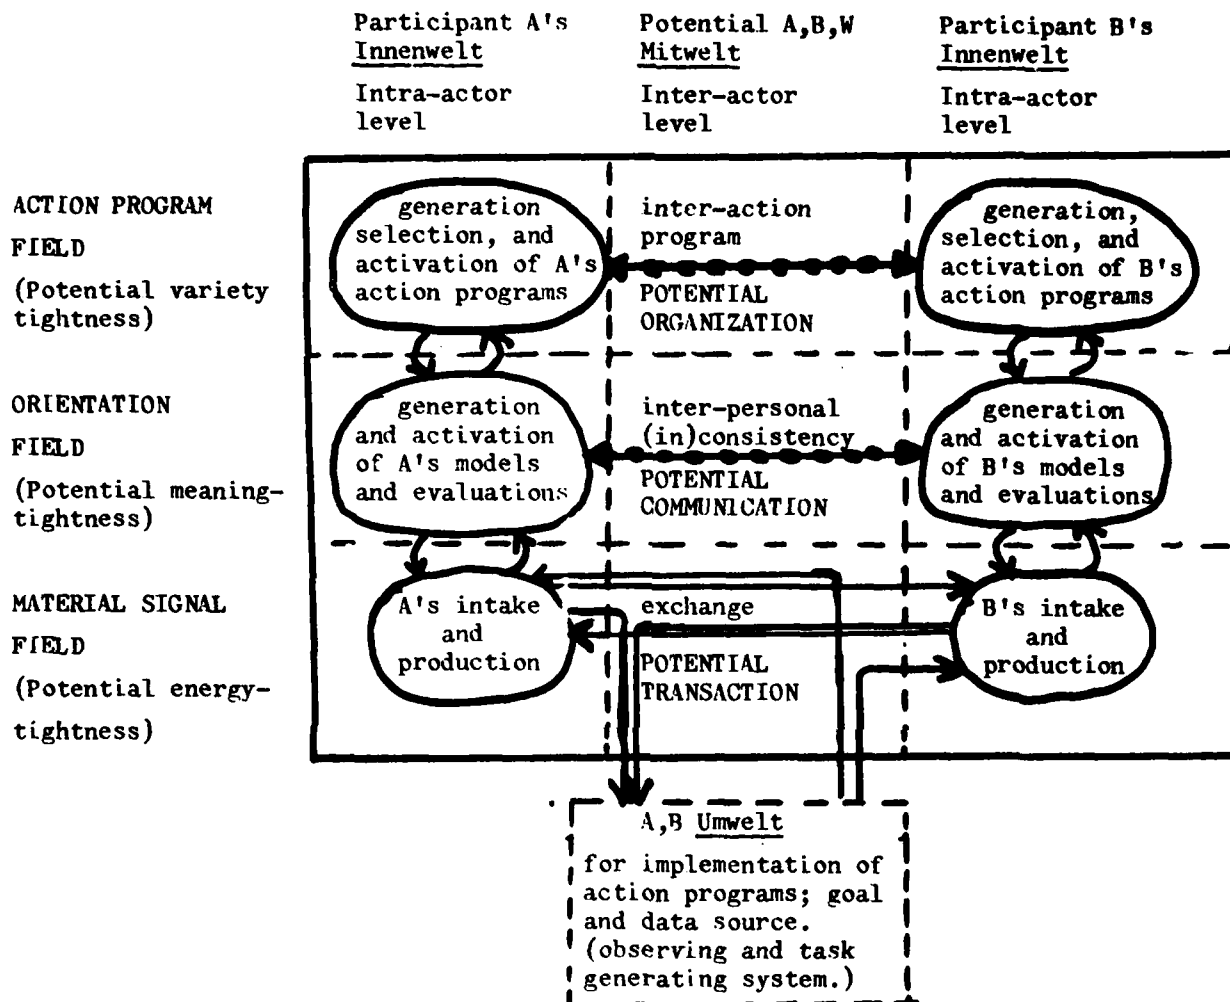 Participant A's
Innenwelt
Intra-actor
level
Potential A,B,W
Mitwelt
Inter-actor
level
Participant B's
Innenwelt
Intra-actor
level
ACTION PROGRAM
FIELD
(Potential variety
tightness)
generation
selection, and
activation of A's
action programs
inter-action
program
POTENTIAL
ORGANIZATION
generation,
selection, and
activation of B's
action programs
ORIENTATION
FIELD
(Potential meaning-
tightness)
generation
and activation
of A's models
and evaluations
inter-personal
(in)consistency
POTENTIAL
COMMUNICATION
generation
and activation
of B's models
and evaluations
MATERIAL SIGNAL
FIELD
(Potential energy-
tightness)
A's intake
and
production
exchange
POTENTIAL
TRANSACTION
B's intake
and
production
A,B Umwelt
for implementation of
action programs; goal
and data source.
(observing and task
generating system.)